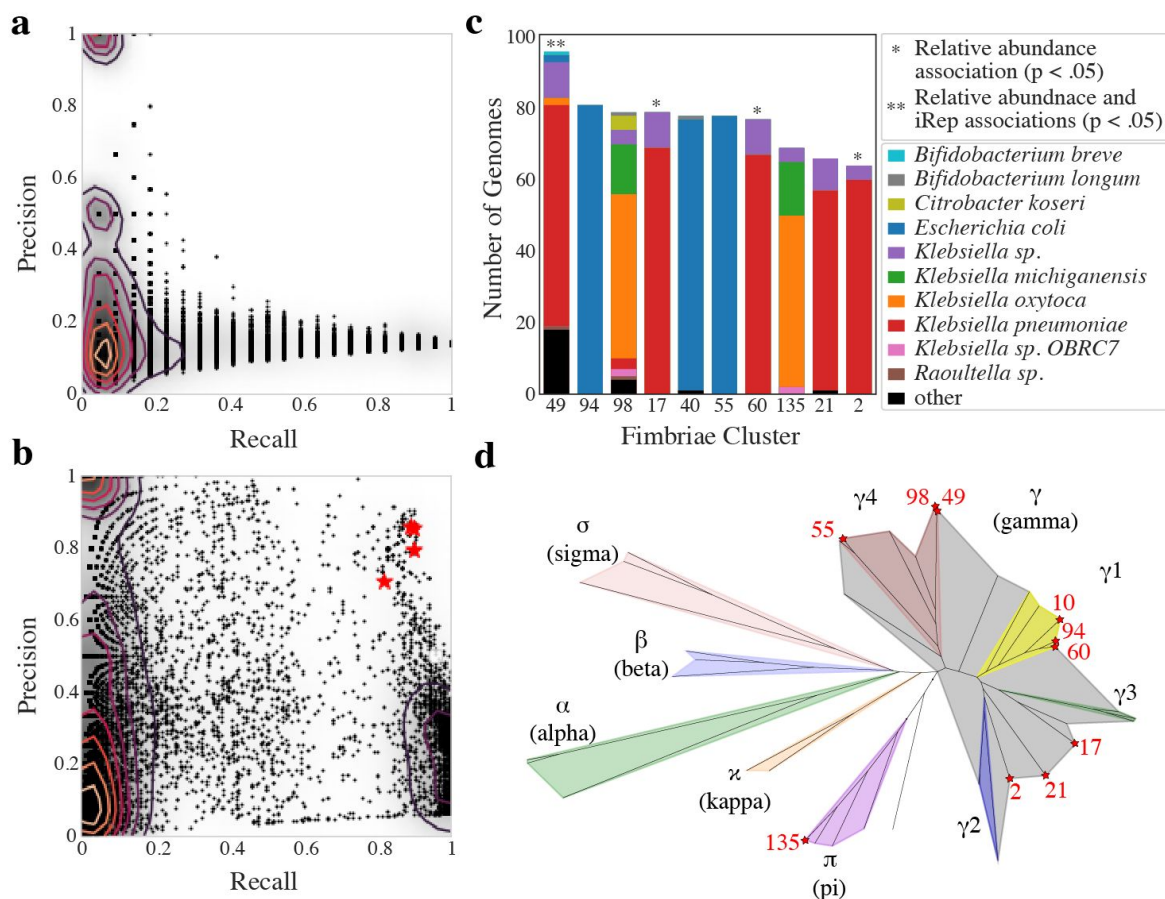 a
1
0.8
0.6
0.4
0.2
0
0
0.2
0.4
0.6
0.8
1
Precision
Recall
b
1
0.8
0.6
0.4
0.2
0
0
0.2
0.4
0.6
0.8
1
Precision
Recall
c
100
80
60
40
20
0
Number of Genomes
** * * *
49 94 98 17 40 55 60 135 21 2
Fimbriae Cluster
* Relative abundance
association (p < .05)
** Relative abundnace and
iRep associations (p < .05)
Bifidobacterium breve
Bifidobacterium longum
Citrobacter koseri
Escherichia coli
Klebsiella sp.
Klebsiella michiganensis
Klebsiella oxytoca
Klebsiella pneumoniae
Klebsiella sp. OBRC7
Raoultella sp.
other
d
σ
(sigma)
β
(beta)
α
(alpha)
ϰ
(kappa)
π
(pi)
γ
(gamma)
γ4
γ1
γ3
γ2
55
98
49
10
94
60
17
21
2
135